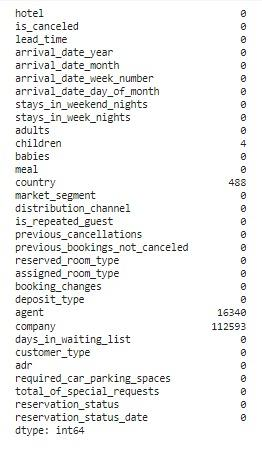 hotel 0
is_canceled 0
lead_time 0
arrival_date_year 0
arrival_date_month 0
arrival_date_week_number 0
arrival_date_day_of_month 0
stays_in_weekend_nights 0
stays_in_week_nights 0
adults 0
children 4
babies 0
meal 0
country 488
market_segment 0
distribution_channel 0
is_repeated_guest 0
previous_cancellations 0
previous_bookings_not_canceled 0
reserved_room_type 0
assigned_room_type 0
booking_changes 0
deposit_type 0
agent 16340
company 112593
days_in_waiting_list 0
customer_type 0
adr 0
required_car_parking_spaces 0
total_of_special_requests 0
reservation_status 0
reservation_status_date 0
dtype: int64